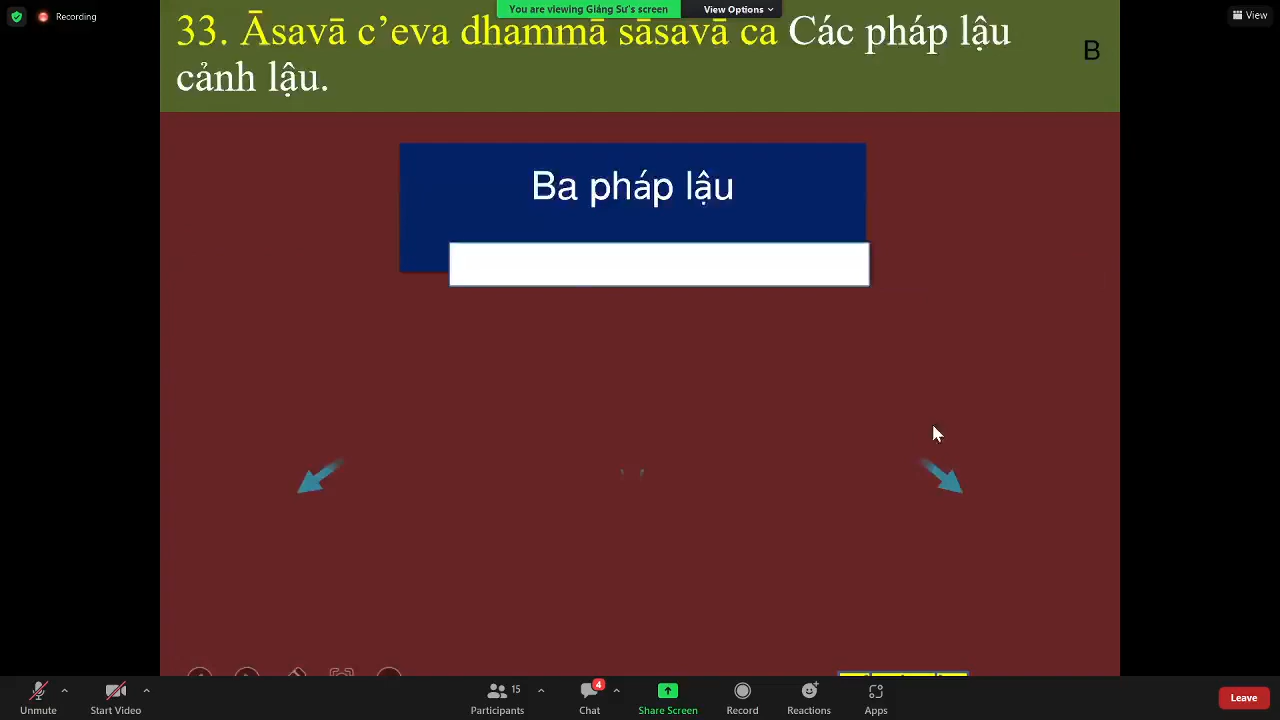 You are viewing Giảng Sư's screen
View Options
Recording
View
33. Āsavā c’eva dhammā sāsavā ca Các pháp lậu
cảnh lậu.
B
Ba pháp lậu
Unmute
Start Video
15
Participants
4
Chat
Share Screen
Record
Reactions
Apps
Leave